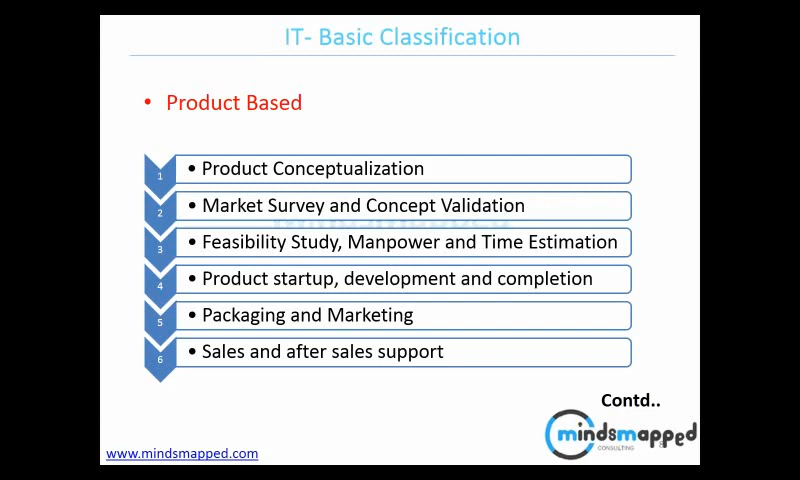 IT- Basic Classification
• Product Based
1 • Product Conceptualization
2 • Market Survey and Concept Validation
3 • Feasibility Study, Manpower and Time Estimation
4 • Product startup, development and completion
5 • Packaging and Marketing
6 • Sales and after sales support
Contd..
mindsmapped
CONSULTING
www.mindsmapped.com